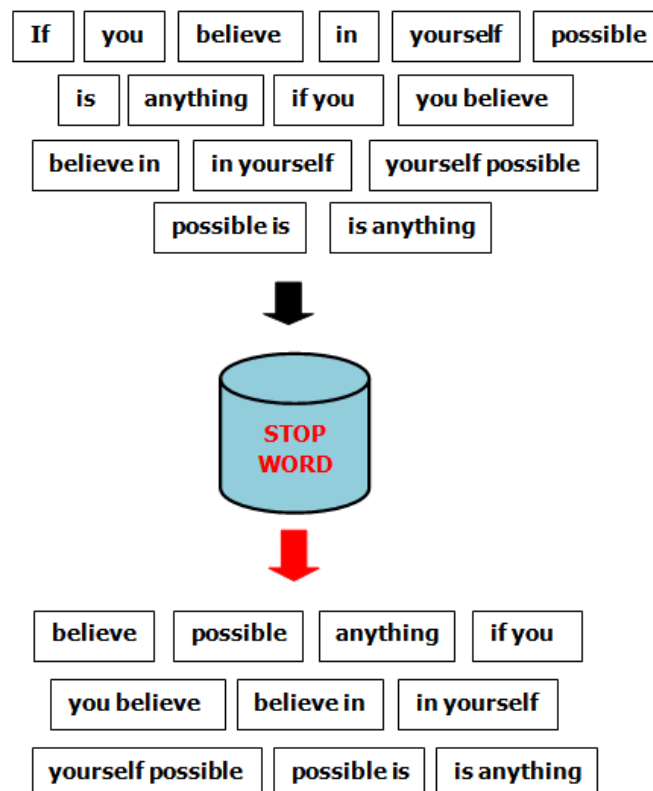 If you believe in yourself possible
is anything if you you believe
believe in in yourself yourself possible
possible is is anything
STOP
WORD
believe possible anything if you
you believe believe in in yourself
yourself possible possible is is anything